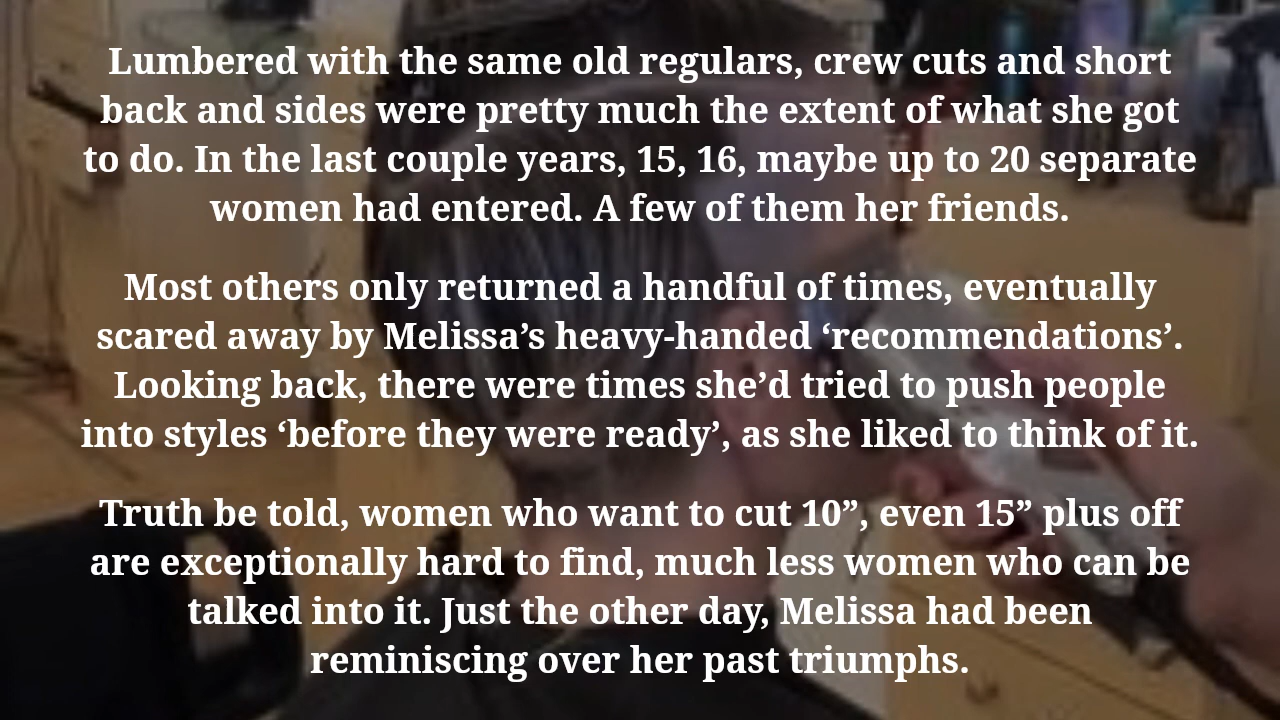 Lumbered with the same old regulars, crew cuts and short
back and sides were pretty much the extent of what she got
to do. In the last couple years, 15, 16, maybe up to 20 separate
women had entered. A few of them her friends.
Most others only returned a handful of times, eventually
scared away by Melissa’s heavy-handed ‘recommendations’.
Looking back, there were times she’d tried to push people
into styles ‘before they were ready’, as she liked to think of it.
Truth be told, women who want to cut 10”, even 15” plus off
are exceptionally hard to find, much less women who can be
talked into it. Just the other day, Melissa had been
reminiscing over her past triumphs.